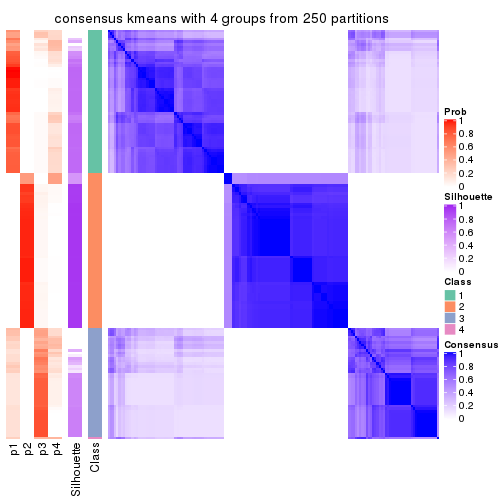 consensus kmeans with 4 groups from 250 partitions
Prob
1
0.8
0.6
0.4
0.2
0
Silhouette
1
0.8
0.6
0.4
0.2
0
Class
1
2
3
4
Consensus
1
0.8
0.6
0.4
0.2
0
p1
p2
p3
p4
Silhouette
Class